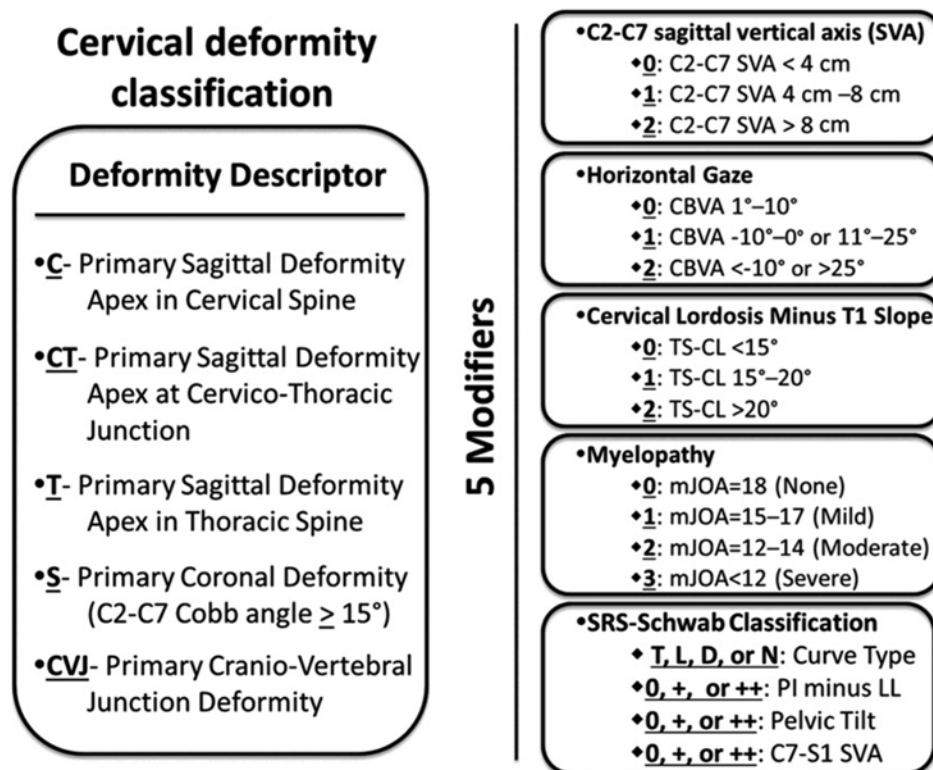 Cervical deformity
classification
Deformity Descriptor
•C- Primary Sagittal Deformity
Apex in Cervical Spine
•CT- Primary Sagittal Deformity
Apex at Cervico-Thoracic
Junction
•T- Primary Sagittal Deformity
Apex in Thoracic Spine
•S- Primary Coronal Deformity
(C2-C7 Cobb angle ≥ 15°)
•CVJ- Primary Cranio-Vertebral
Junction Deformity
5 Modifiers
•C2-C7 sagittal vertical axis (SVA)
◆0: C2-C7 SVA < 4 cm
◆1: C2-C7 SVA 4 cm –8 cm
◆2: C2-C7 SVA > 8 cm
•Horizontal Gaze
◆0: CBVA 1°–10°
◆1: CBVA -10°–0° or 11°–25°
◆2: CBVA <-10° or >25°
•Cervical Lordosis Minus T1 Slope
◆0: TS-CL <15°
◆1: TS-CL 15°–20°
◆2: TS-CL >20°
•Myelopathy
◆0: mJOA=18 (None)
◆1: mJOA=15–17 (Mild)
◆2: mJOA=12–14 (Moderate)
◆3: mJOA<12 (Severe)
•SRS-Schwab Classification
◆ T, L, D, or N: Curve Type
◆0, +, or ++: PI minus LL
◆0, +, or ++: Pelvic Tilt
◆0, +, or ++: C7-S1 SVA